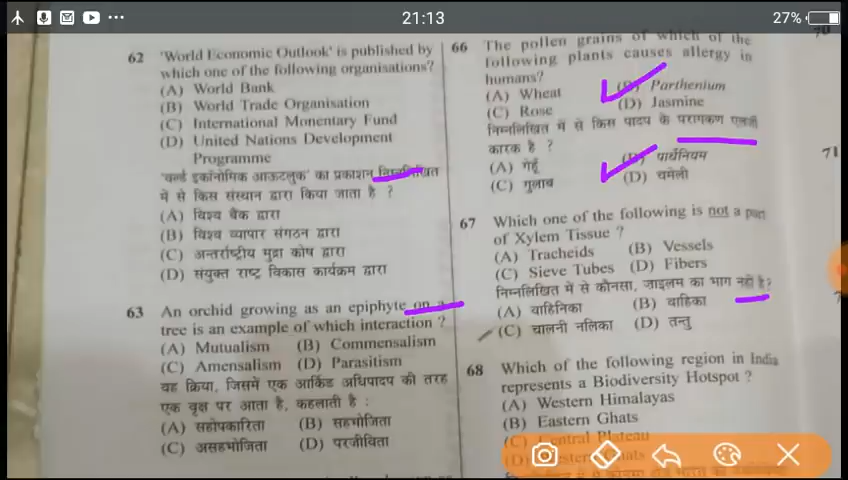 21:13
27%
62 'World Economic Outlook' is published by
which one of the following organisations?
(A) World Bank
(B) World Trade Organisation
(C) International Monetary Fund
(D) United Nations Development
Programme
'वर्ल्ड इकॉनोमिक आऊटलुक' का प्रकाशन निम्नलिखित
में से किस संस्थान द्वारा किया जाता है ?
(A) विश्व बैंक द्वारा
(B) विश्व व्यापार संगठन द्वारा
(C) अन्तर्राष्ट्रीय मुद्रा कोष द्वारा
(D) संयुक्त राष्ट्र विकास कार्यक्रम द्वारा
63 An orchid growing as an epiphyte on a
tree is an example of which interaction ?
(A) Mutualism (B) Commensalism
(C) Amensalism (D) Parasitism
वह क्रिया, जिसमें एक आर्किड अधिपादप की तरह
एक वृक्ष पर आता है, कहलाती है :
(A) सहोपकारिता (B) सहभोजिता
(C) असहभोजिता (D) परजीविता
66 The pollen grains of which of the
following plants causes allergy in
humans?
(A) Wheat (B) Parthenium
(C) Rose (D) Jasmine
निम्नलिखित में से किस पादप के परागकण एलर्जी
कारक है ?
(A) गेहूँ (B) पार्थेनियम
(C) गुलाब (D) चमेली
67 Which one of the following is not a part
of Xylem Tissue ?
(A) Tracheids (B) Vessels
(C) Sieve Tubes (D) Fibers
निम्नलिखित में से कौनसा, जाइलम का भाग नहीं है?
(A) वाहिनिका (B) वाहिका
(C) चालनी नलिका (D) तन्तु
68 Which of the following region in India
represents a Biodiversity Hotspot ?
(A) Western Himalayas
(B) Eastern Ghats
(C) Central Plateau
(D) Western Ghats
70
71